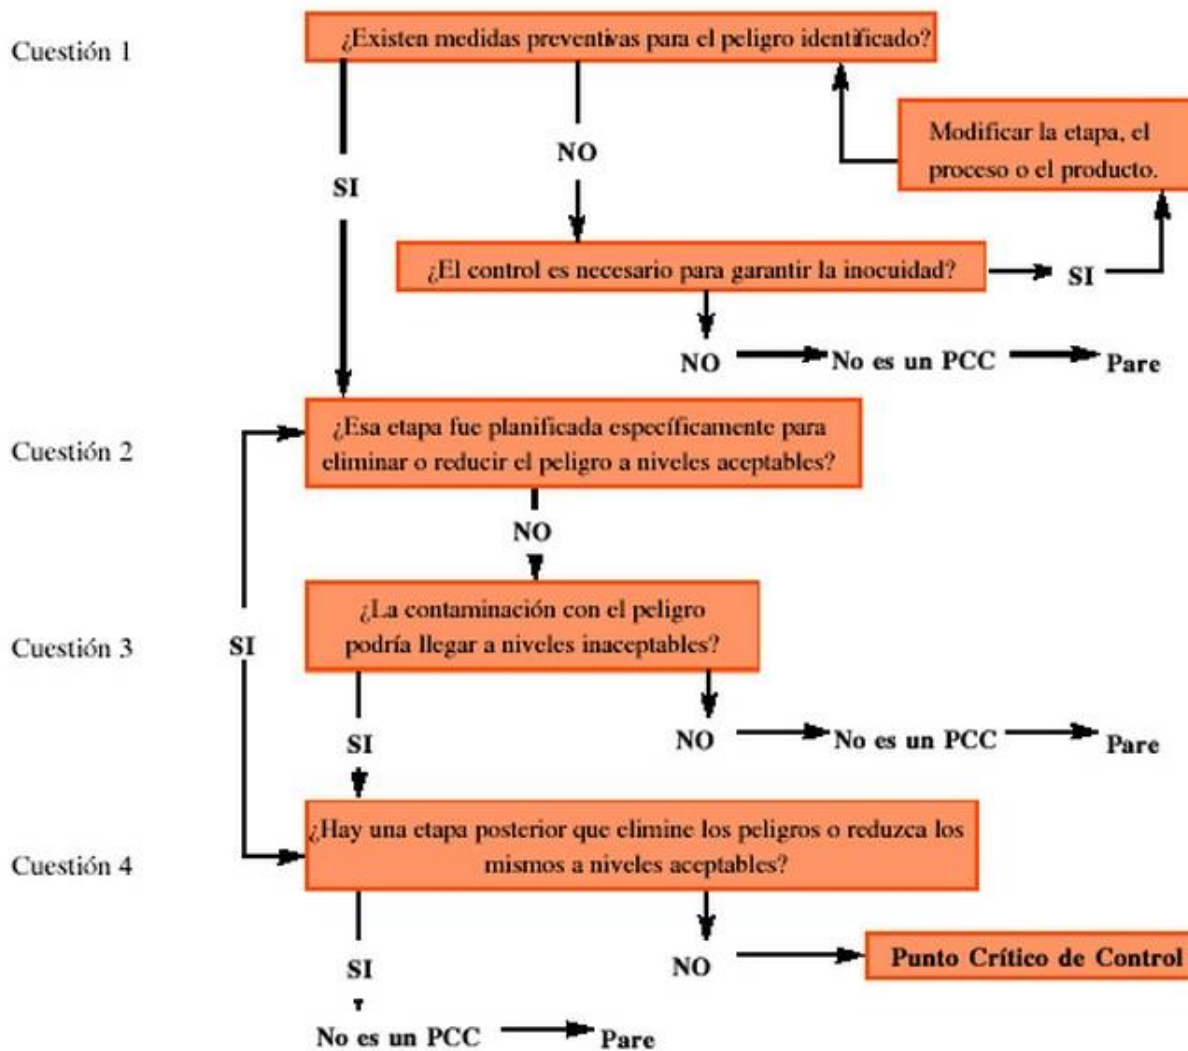 Cuestión 1
¿Existen medidas preventivas para el peligro identificado?
Modificar la etapa, el
proceso o el producto.
NO
SI
¿El control es necesario para garantir la inocuidad?
SI
NO
No es un PCC
Pare
Cuestión 2
¿Esa etapa fue planificada específicamente para
eliminar o reducir el peligro a niveles aceptables?
NO
Cuestión 3
SI
¿La contaminación con el peligro
podría llegar a niveles inaceptables?
SI
NO
No es un PCC
Pare
Cuestión 4
¿Hay una etapa posterior que elimine los peligros o reduzca los
mismos a niveles aceptables?
SI
NO
Punto Crítico de Control
No es un PCC
Pare